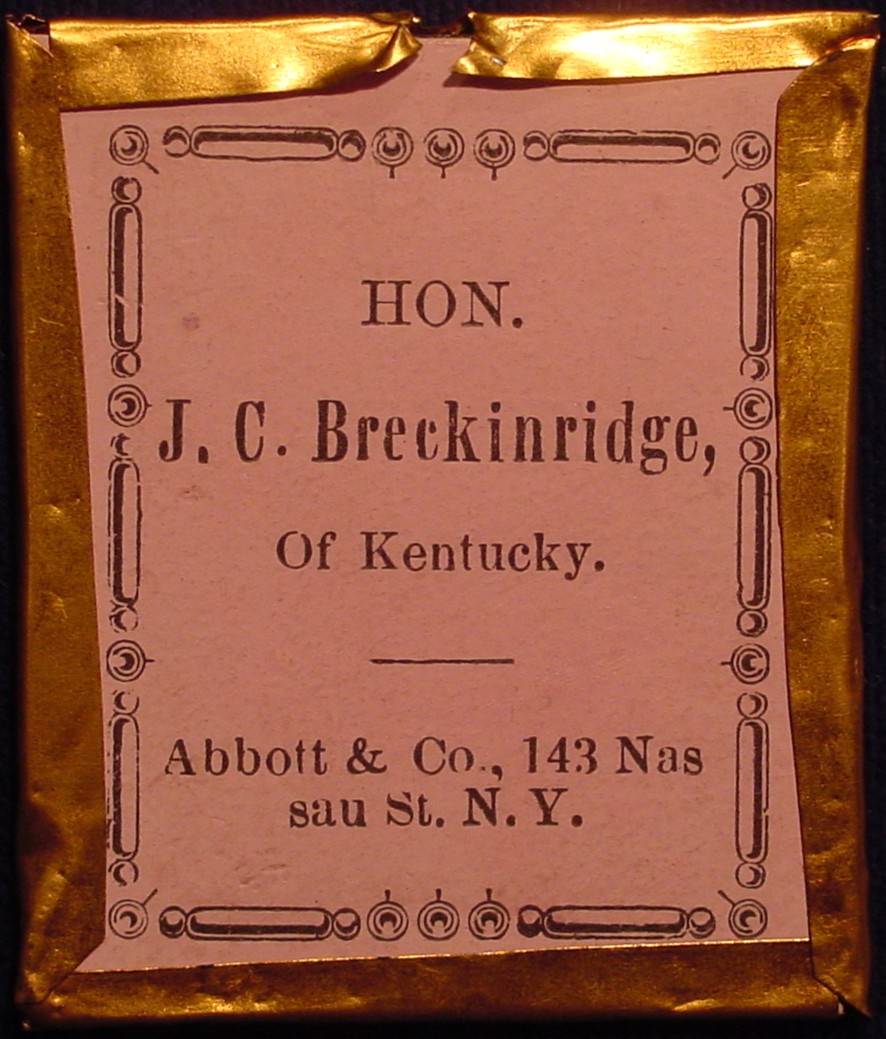 HON.
J. C. Breckinridge,
Of Kentucky.
Abbott & Co., 143 Nas
sau St. N. Y.